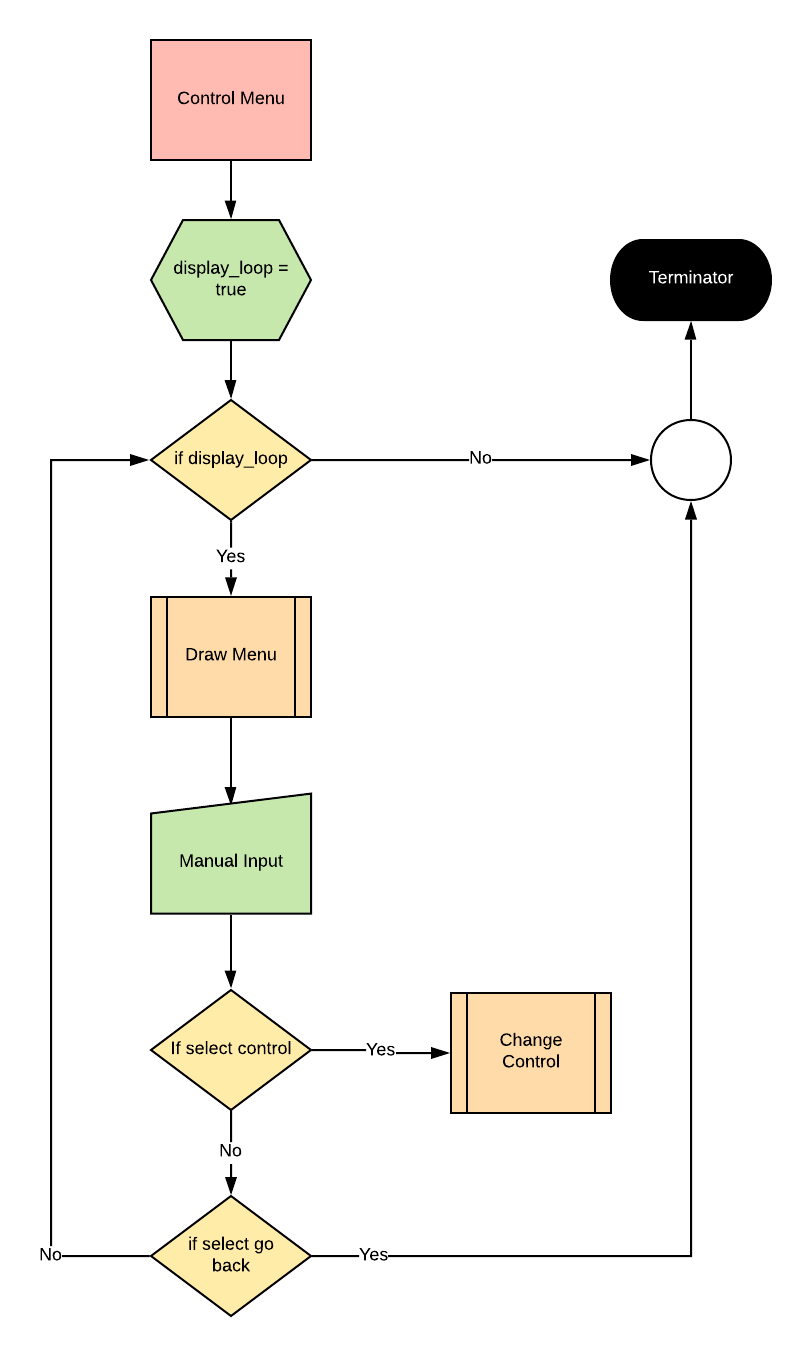 Control Menu
display_loop =
true
Terminator
if display_loop
No
Yes
Draw Menu
Manual Input
If select control
Yes
Change
Control
No
if select go
back
No
Yes